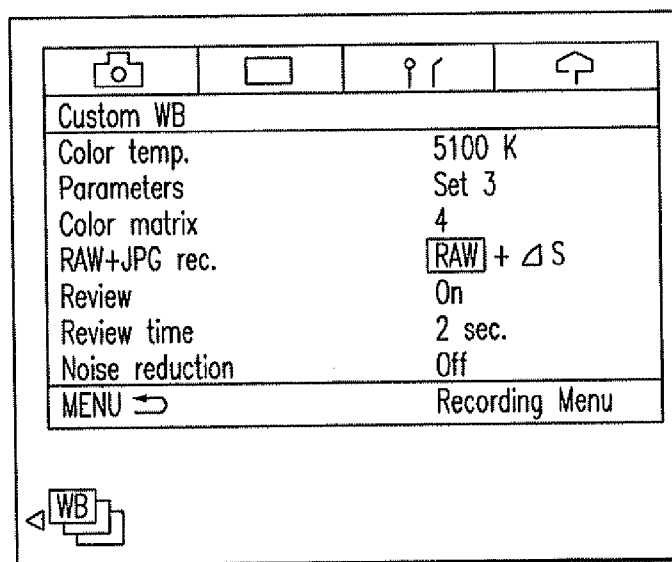 Custom WB
Color temp. 5100 K
Parameters Set 3
Color matrix 4
RAW+JPG rec. RAW + S
Review On
Review time 2 sec.
Noise reduction Off
MENU Recording Menu
WB